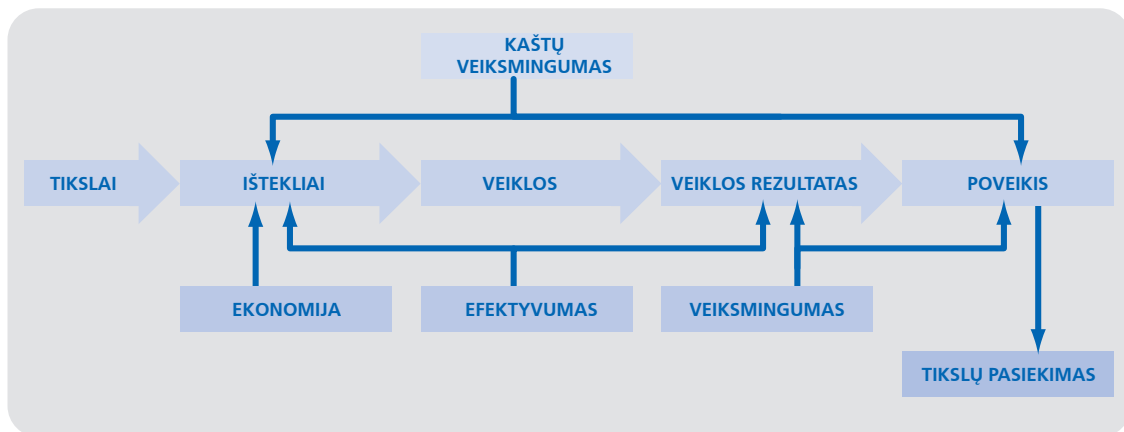 KAŠTŲ
VEIKSMINGUMAS
TIKSLAI
IŠTEKLIAI
VEIKLOS
VEIKLOS REZULTATAS
POVEIKIS
EKONOMIJA
EFEKTYVUMAS
VEIKSMINGUMAS
TIKSLŲ PASIEKIMAS